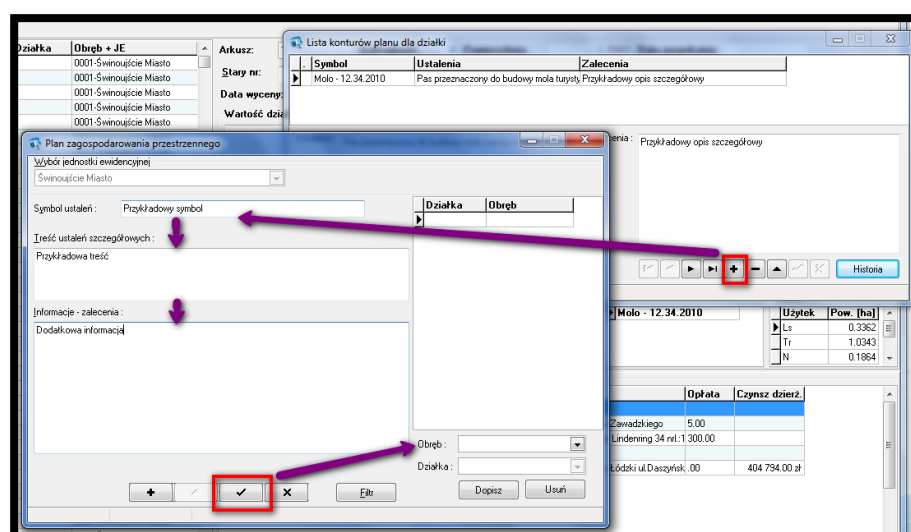 Działka Obręb + JE
0001-Świnoujście Miasto
0001-Świnoujście Miasto
0001-Świnoujście Miasto
0001-Świnoujście Miasto
0001-Świnoujście Miasto
Arkusz:
Stary nr:
Data wyceny:
Wartość dzia
Lista konturów planu dla działki
. Symbol Ustalenia Zalecenia
Molo - 12.34.2010 Pas przeznaczony do budowy mola turysty Przykładowy opis szczegółowy
enia : Przykładowy opis szczegółowy
Historia
Plan zagospodarowania przestrzennego
Wybór jednostki ewidencyjnej
Świnoujście Miasto
Symbol ustaleń : Przykładowy symbol
Działka Obręb
Treść ustaleń szczegółowych :
Przykładowa treść
Informacje - zalecenia :
Dodatkowa informacja
Obręb :
Działka :
Filtr
Dopisz Usuń
Molo - 12.34.2010
Użytek Pow. [ha]
Ls 0.3362
Tr 1.0343
N 0.1864
Opłata Czynsz dzierż.
Zawadzkiego 5.00
Lindenring 34 nrl.:1 300.00
Łódzki ul.Daszyńsk .00 404 794.00 zł